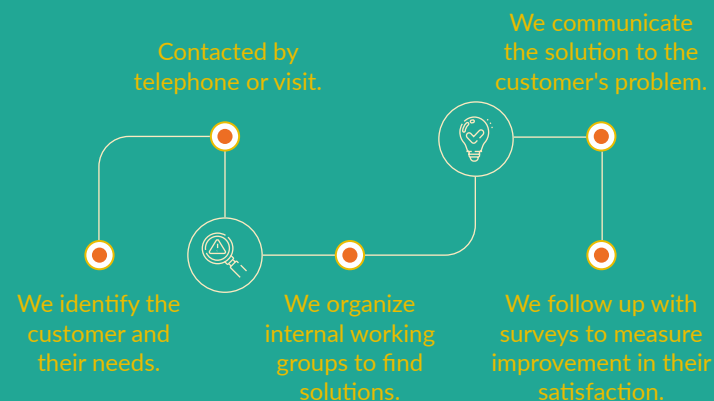 We identify the
customer and
their needs.
Contacted by
telephone or visit.
We organize
internal working
groups to find
solutions.
We communicate
the solution to the
customer's problem.
We follow up with
surveys to measure
improvement in their
satisfaction.